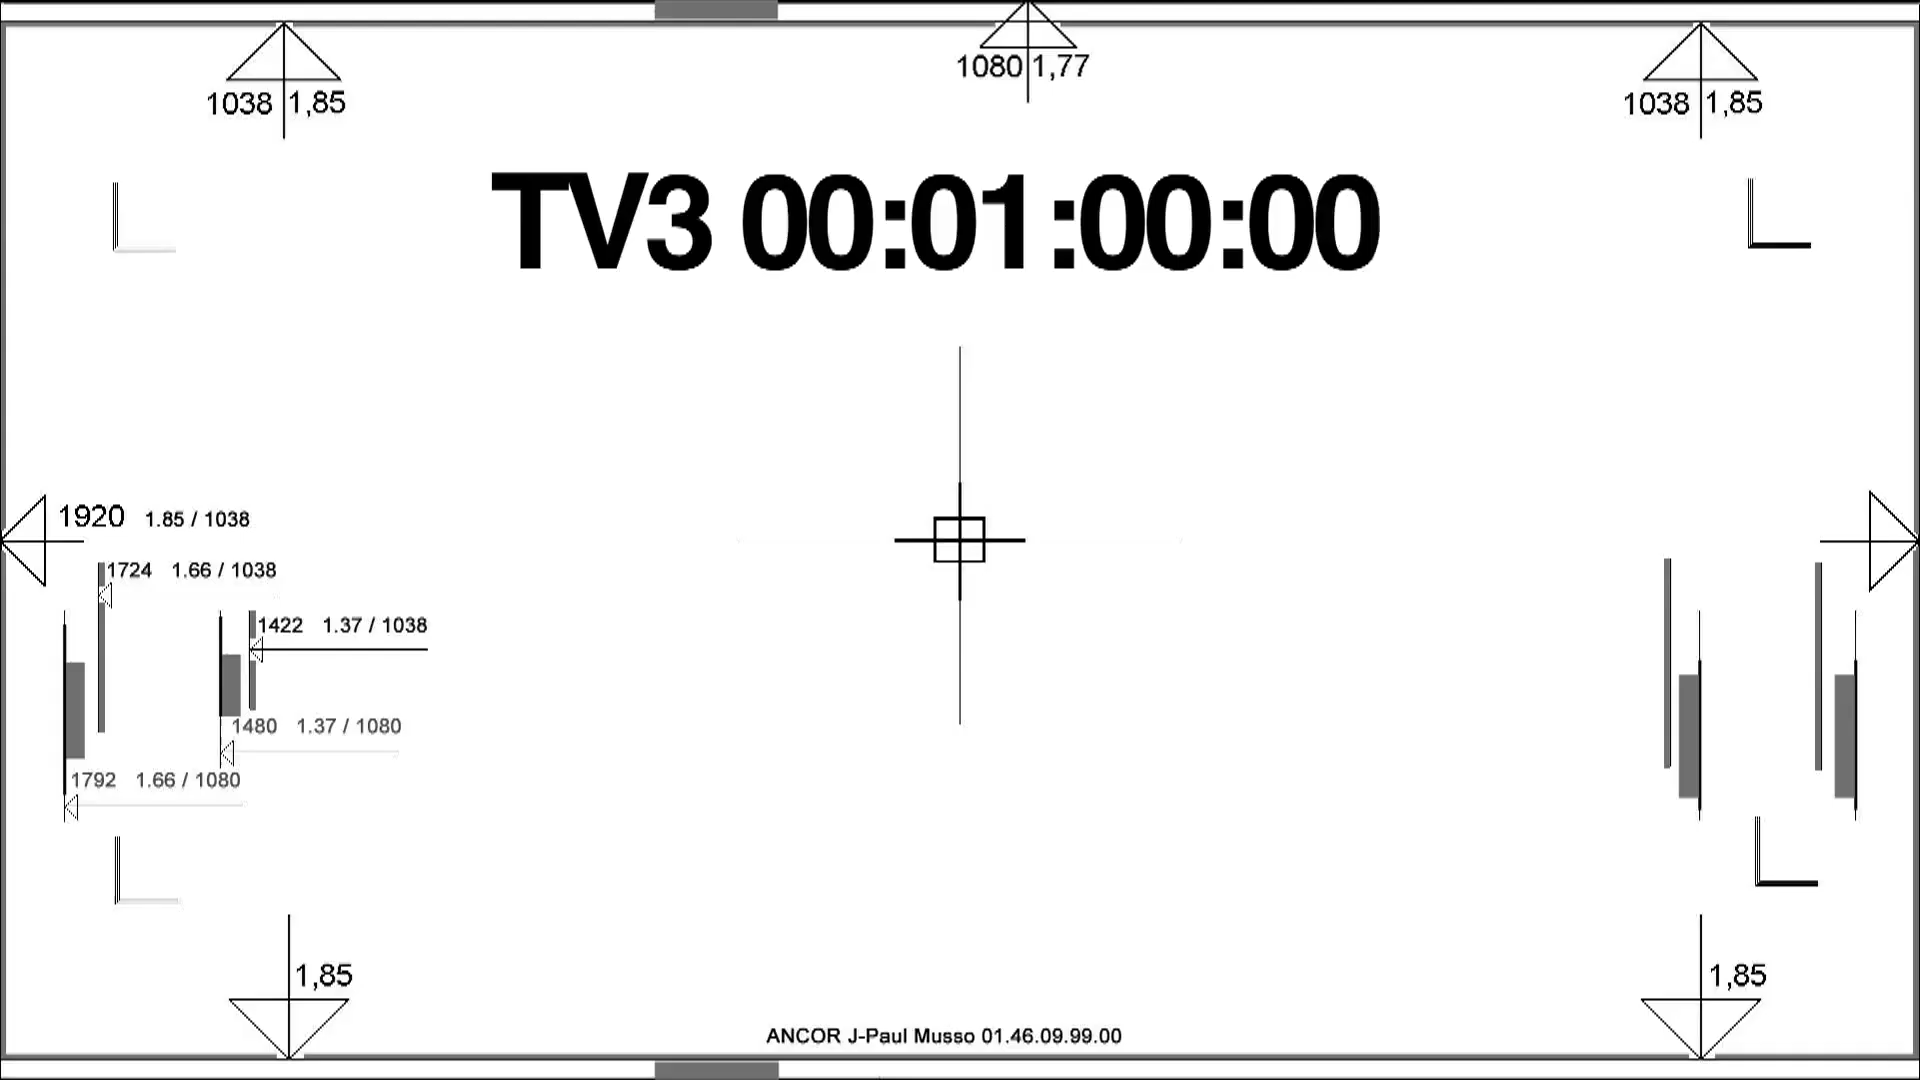 1080 1,77
1038 1,85
1038 1,85
TV3 00:01:00:00
1920 1.85 / 1038
1724 1.66 / 1038
1422 1.37 / 1038
1480 1.37 / 1080
1792 1.66 / 1080
1,85
1,85
ANCOR J-Paul Musso 01.46.09.99.00